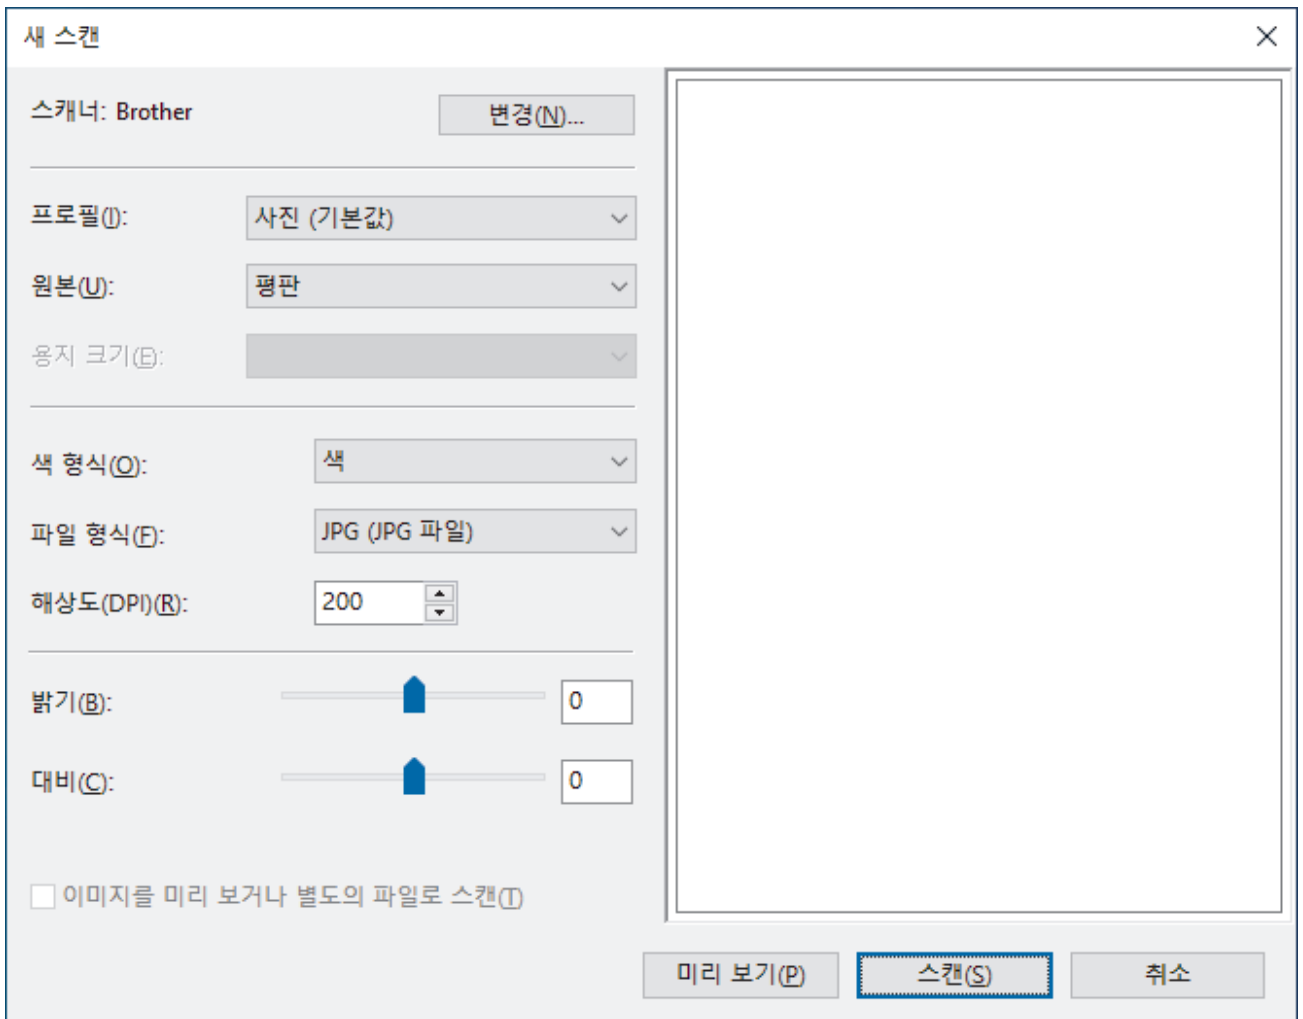 새 스캔
스캐너: Brother
변경(N)...
프로필(I):
사진 (기본값)
원본(U):
평판
용지 크기(E):
색 형식(O):
색
파일 형식(F):
JPG (JPG 파일)
해상도(DPI)(R):
200
밝기(B):
0
대비(C):
0
이미지를 미리 보거나 별도의 파일로 스캔(T)
미리 보기(P)
스캔(S)
취소